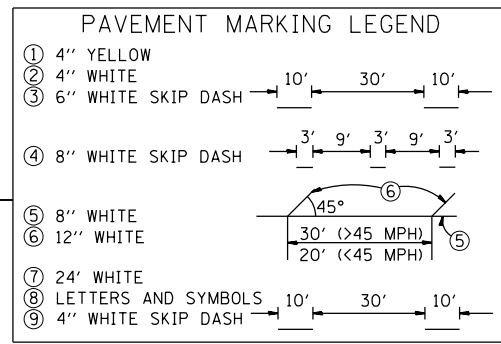 PAVEMENT MARKING LEGEND
① 4'' YELLOW
② 4'' WHITE
10' 30' 10'
③ 6'' WHITE SKIP DASH
3' 9' 3' 9' 3'
④ 8'' WHITE SKIP DASH
⑥
45°
⑤ 8'' WHITE
⑥ 12'' WHITE
30' (>45 MPH)
⑤
20' (<45 MPH)
⑦ 24' WHITE
⑧ LETTERS AND SYMBOLS
10' 30' 10'
⑨ 4'' WHITE SKIP DASH